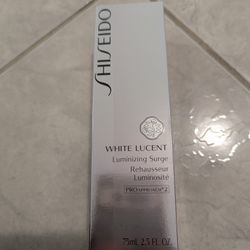 SHISEIDO
WHITE LUCENT
Luminizing Surge
Rehausseur
Luminosité
75mL 2.5 FL. OZ.